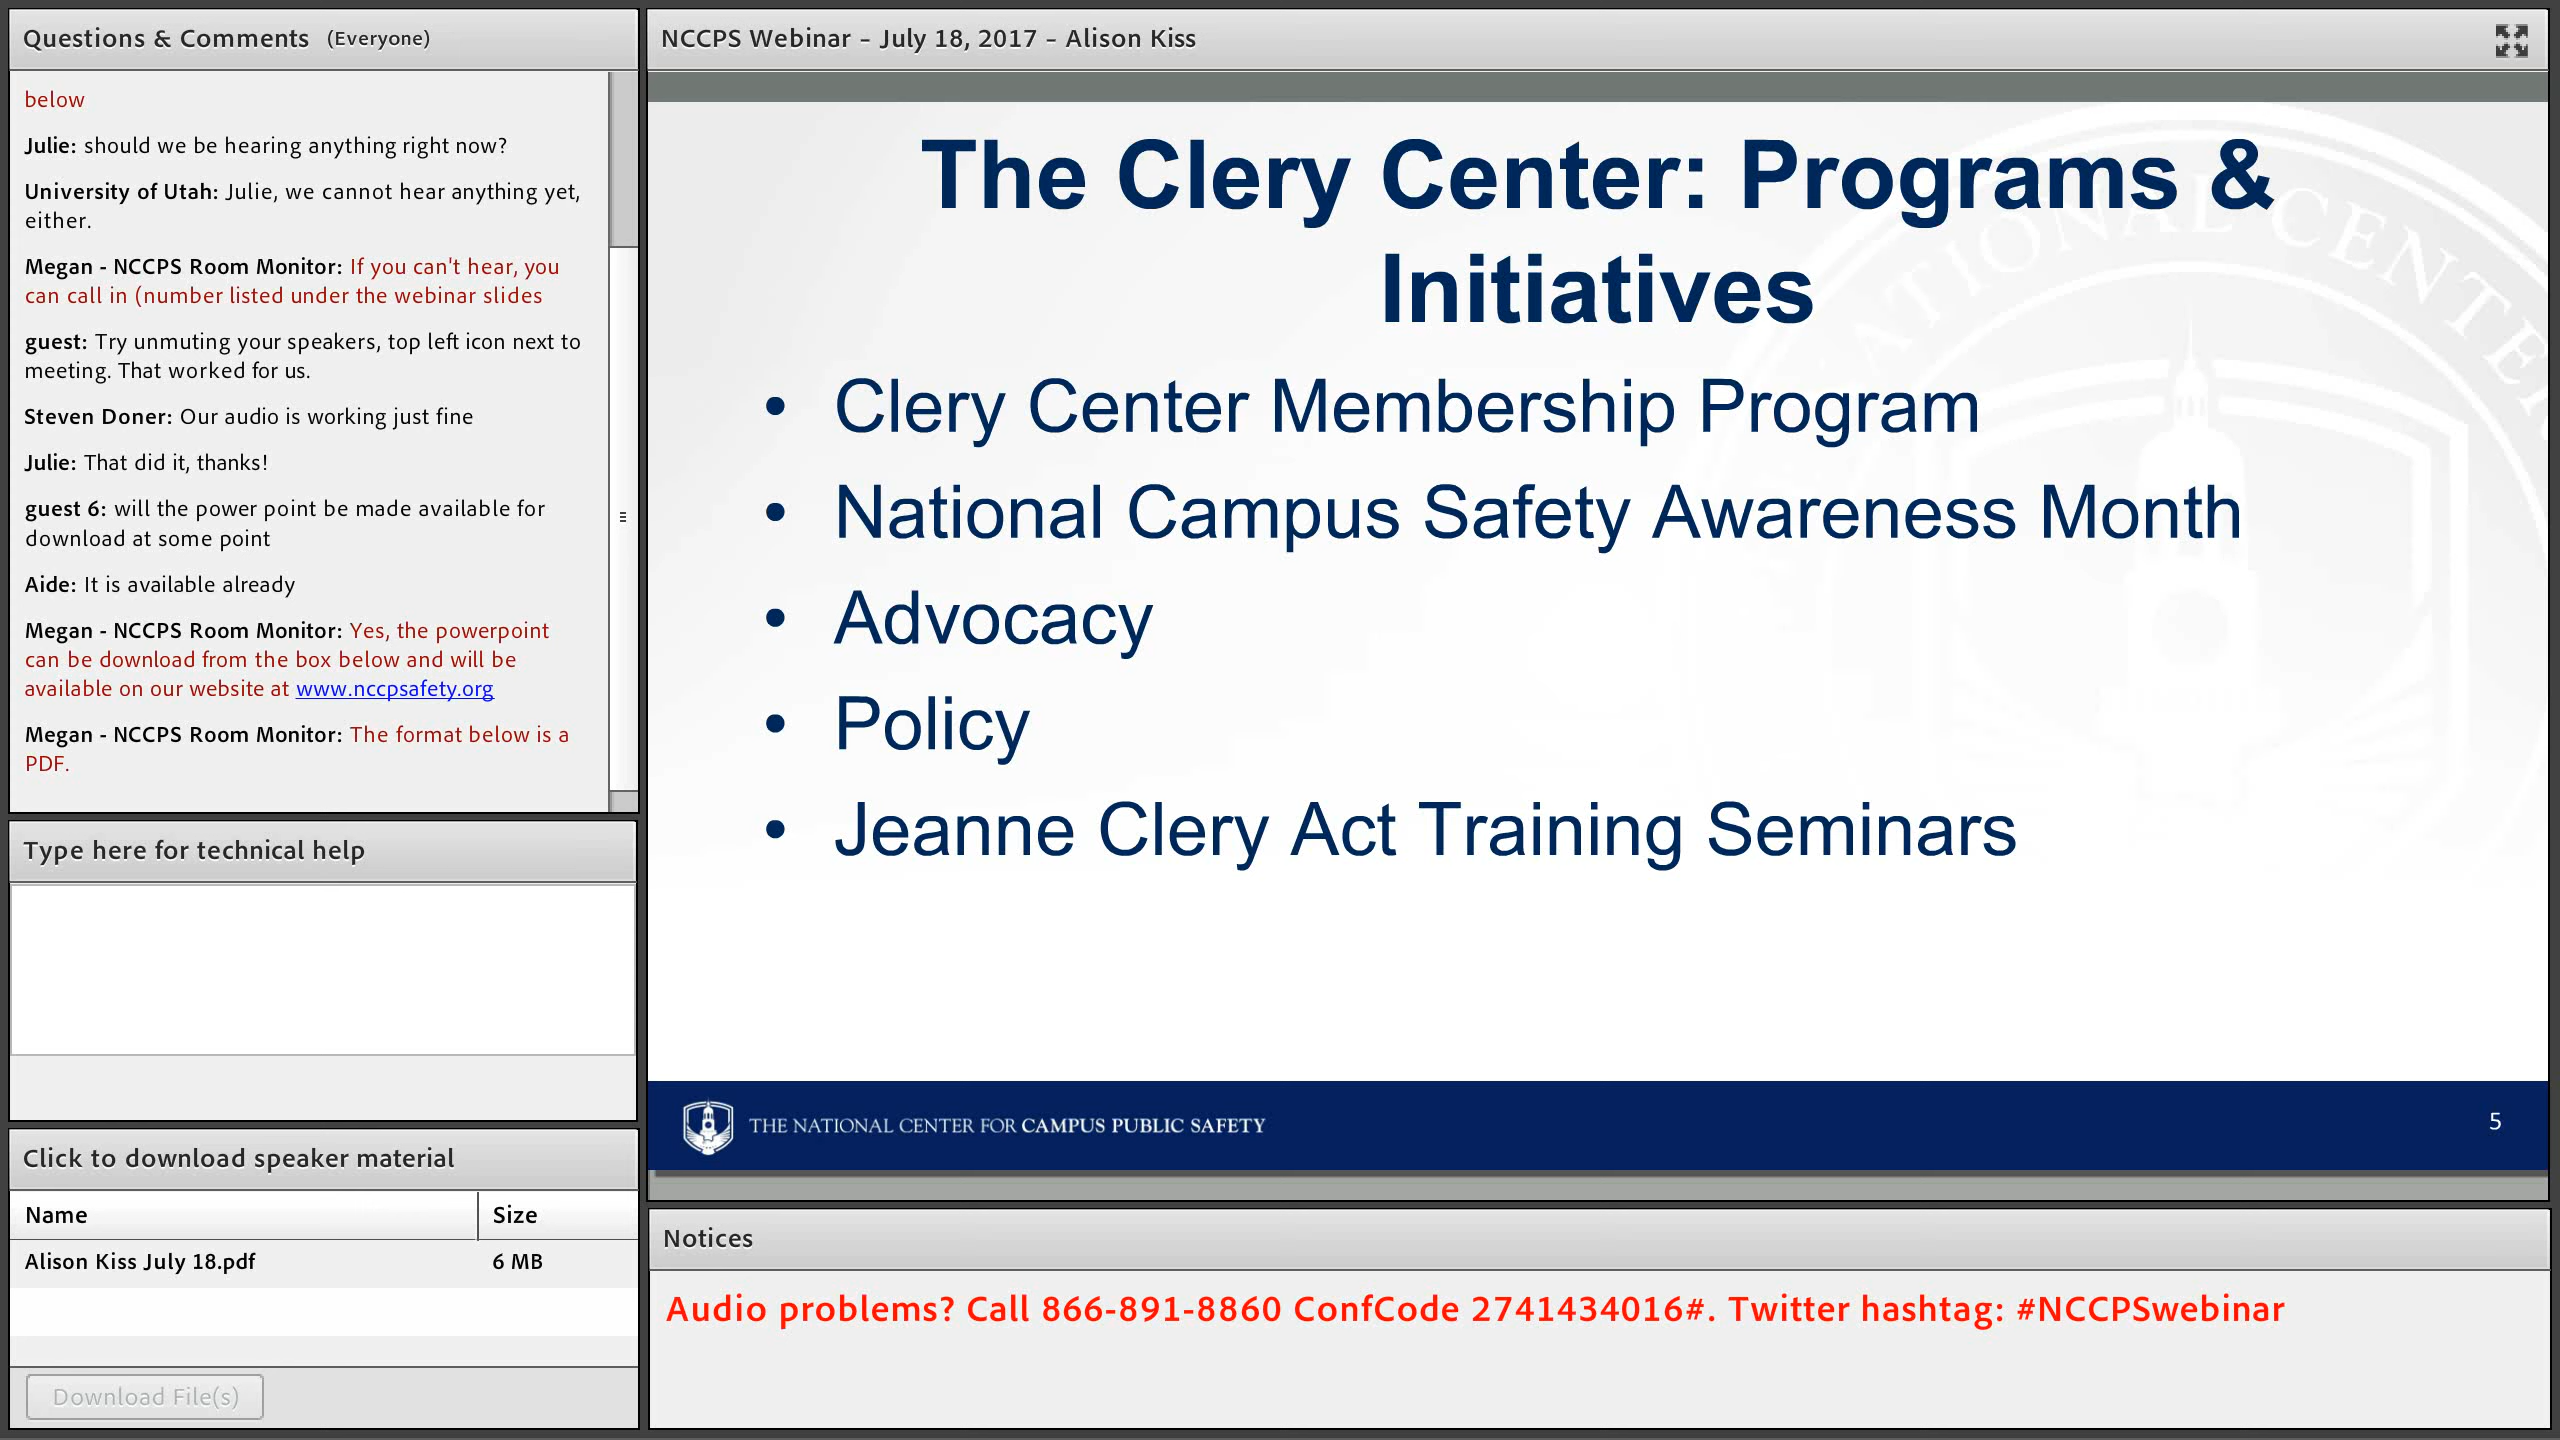 Questions & Comments (Everyone)
below
Julie: should we be hearing anything right now?
University of Utah: Julie, we cannot hear anything yet,
either.
Megan - NCCPS Room Monitor: If you can't hear, you
can call in (number listed under the webinar slides
guest: Try unmuting your speakers, top left icon next to
meeting. That worked for us.
Steven Doner: Our audio is working just fine
Julie: That did it, thanks!
guest 6: will the power point be made available for
download at some point
Aide: It is available already
Megan - NCCPS Room Monitor: Yes, the powerpoint
can be download from the box below and will be
available on our website at www.nccpsafety.org
Megan - NCCPS Room Monitor: The format below is a
PDF.
Type here for technical help
Click to download speaker material
Name Size
Alison Kiss July 18.pdf 6 MB
Download File(s)
NCCPS Webinar - July 18, 2017 - Alison Kiss
NATIONAL CENTER
The Clery Center: Programs &
Initiatives
• Clery Center Membership Program
• National Campus Safety Awareness Month
• Advocacy
• Policy
• Jeanne Clery Act Training Seminars
THE NATIONAL CENTER FOR CAMPUS PUBLIC SAFETY
5
Notices
Audio problems? Call 866-891-8860 ConfCode 2741434016#. Twitter hashtag: #NCCPSwebinar